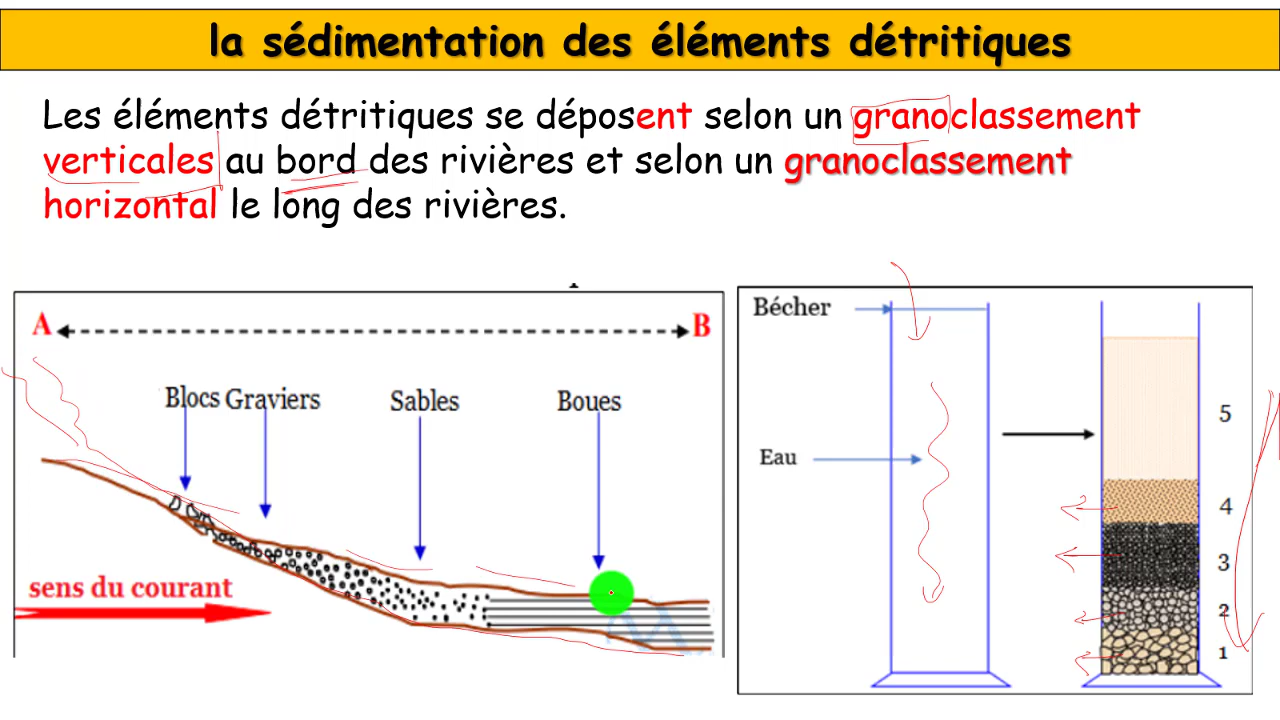 la sédimentation des éléments détritiques
Les éléments détritiques se déposent selon un granoclassement
verticales au bord des rivières et selon un granoclassement
horizontal le long des rivières.
A
B
Blocs Graviers
Sables
Boues
sens du courant
Bécher
Eau
5
4
3
2
1